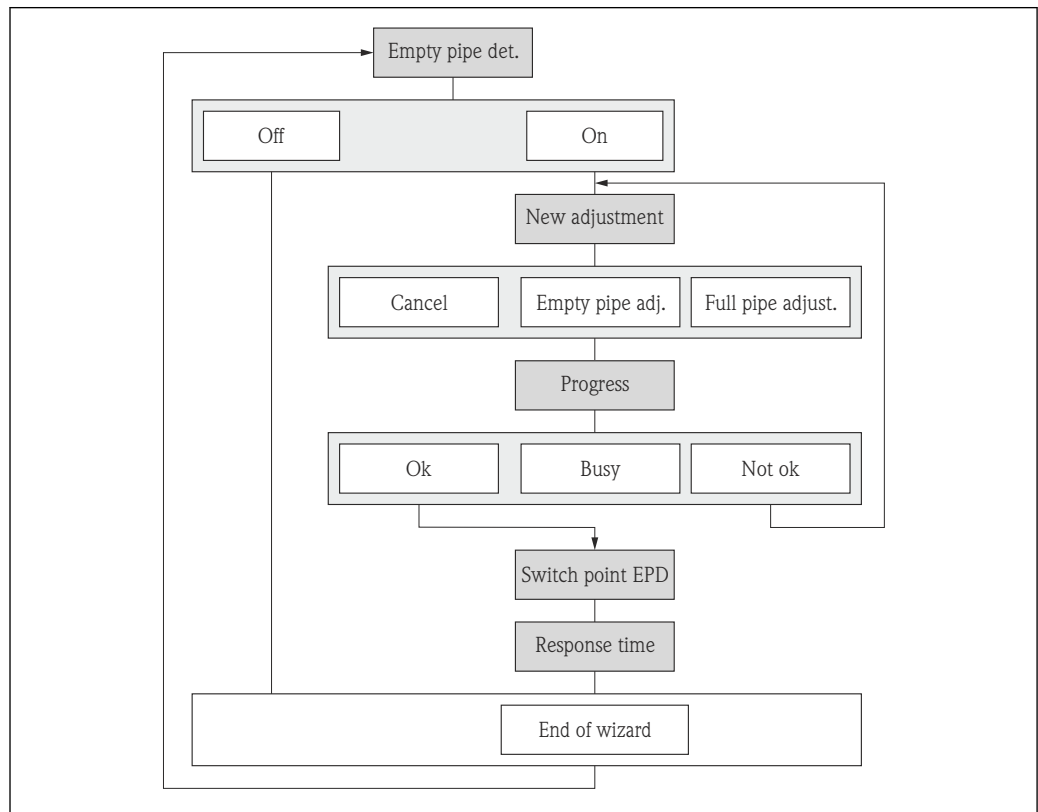 Empty pipe det.
Off
On
New adjustment
Cancel
Empty pipe adj.
Full pipe adjust.
Progress
Ok
Busy
Not ok
Switch point EPD
Response time
End of wizard